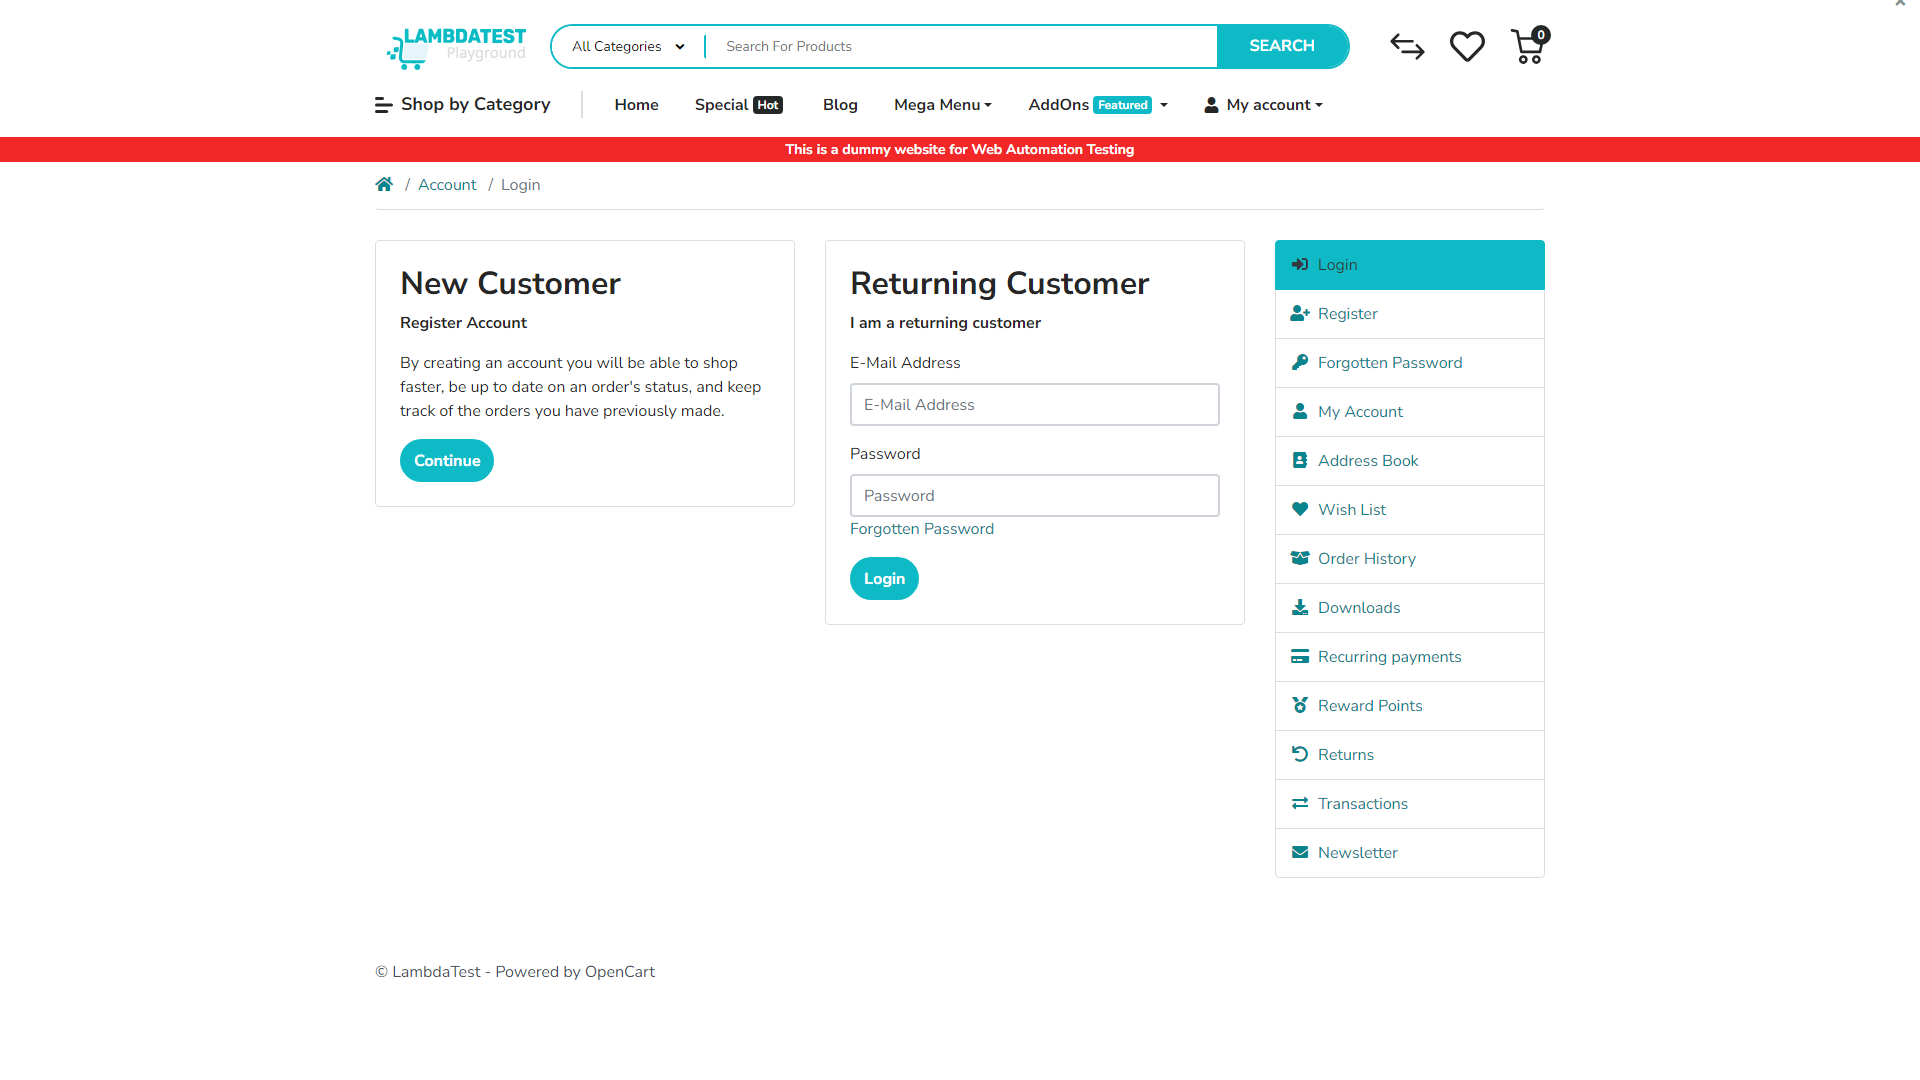 LAMBDATEST
Playground
All Categories
Search For Products
SEARCH
0
Shop by Category
Home
Special Hot
Blog
Mega Menu
AddOns Featured
My account
This is a dummy website for Web Automation Testing
/ Account / Login
New Customer
Register Account
By creating an account you will be able to shop
faster, be up to date on an order's status, and keep
track of the orders you have previously made.
Continue
Returning Customer
I am a returning customer
E-Mail Address
E-Mail Address
Password
Password
Forgotten Password
Login
Login
Register
Forgotten Password
My Account
Address Book
Wish List
Order History
Downloads
Recurring payments
Reward Points
Returns
Transactions
Newsletter
© LambdaTest - Powered by OpenCart